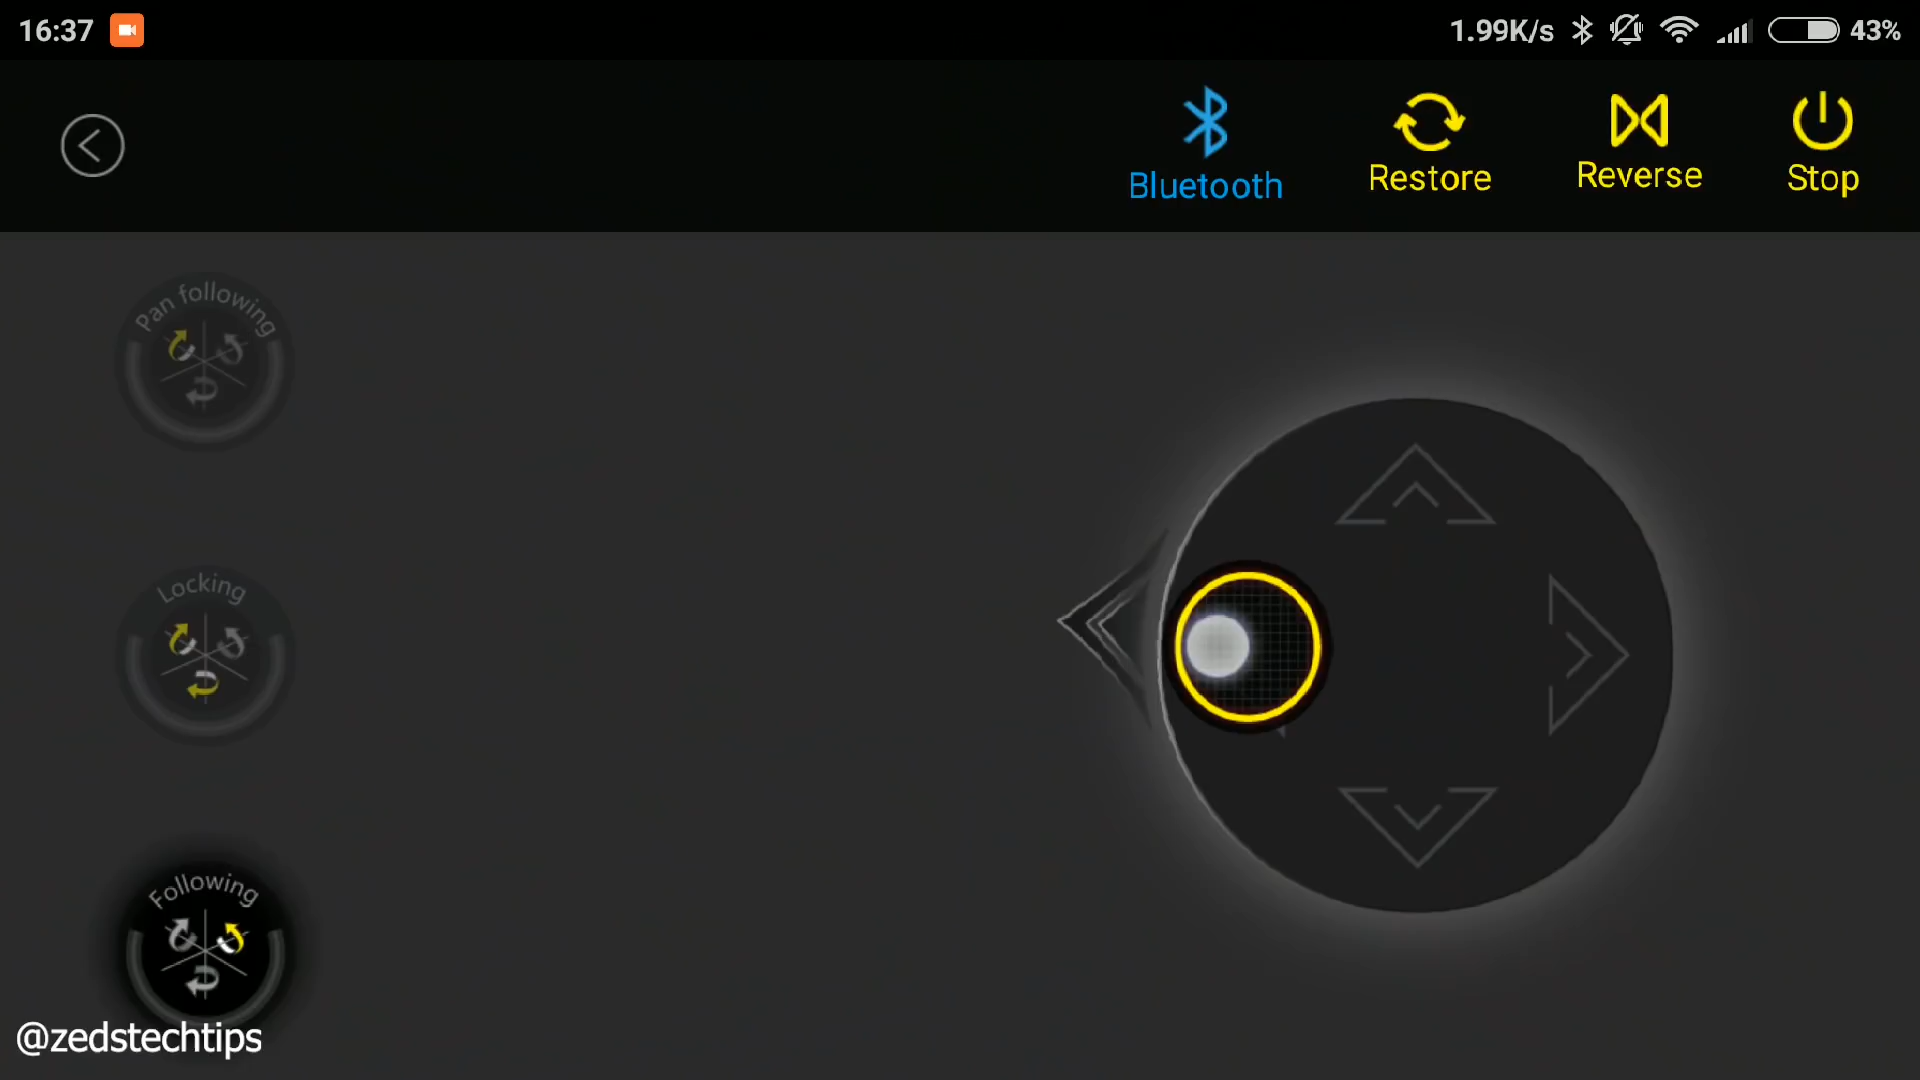 16:37
1.99K/s
43%
Bluetooth
Restore
Reverse
Stop
Pan following
Locking
Following
@zedstechtips